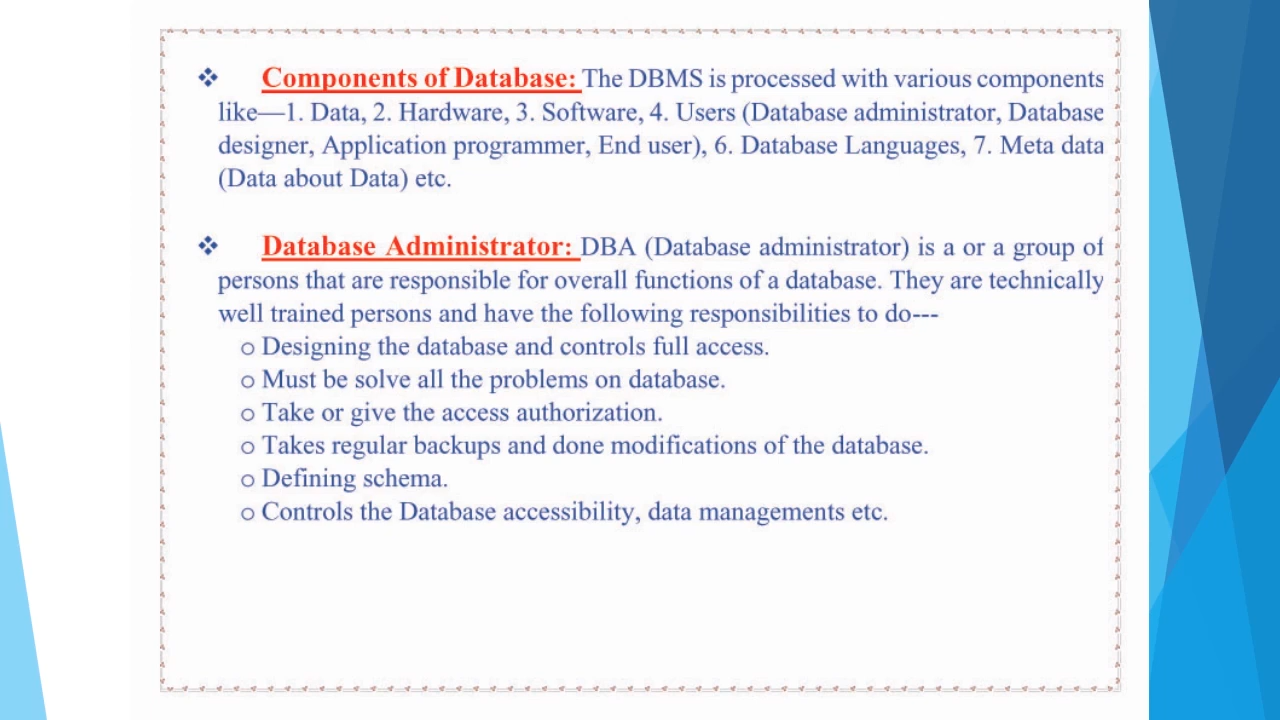 ❖ Components of Database: The DBMS is processed with various components
like—1. Data, 2. Hardware, 3. Software, 4. Users (Database administrator, Database
designer, Application programmer, End user), 6. Database Languages, 7. Meta data
(Data about Data) etc.
❖ Database Administrator: DBA (Database administrator) is a or a group of
persons that are responsible for overall functions of a database. They are technically
well trained persons and have the following responsibilities to do---
o Designing the database and controls full access.
o Must be solve all the problems on database.
o Take or give the access authorization.
o Takes regular backups and done modifications of the database.
o Defining schema.
o Controls the Database accessibility, data managements etc.